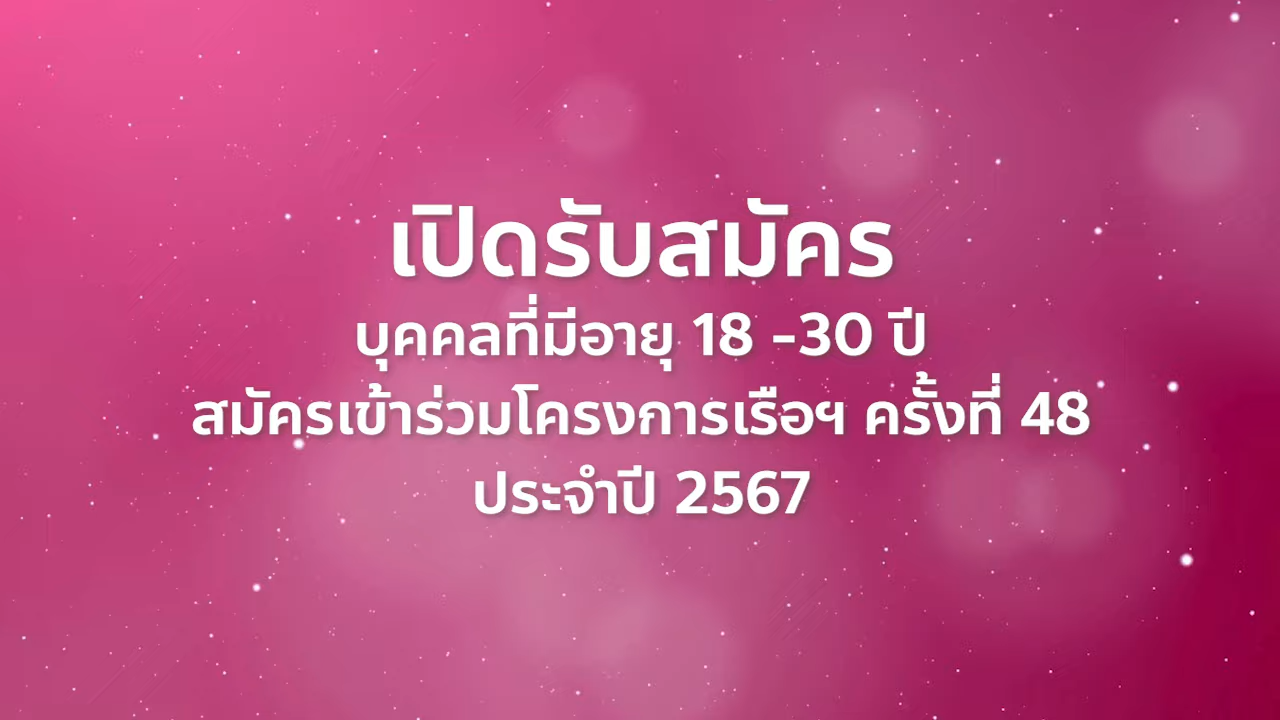 เปิดรับสมัคร
บุคคลที่มีอายุ 18 -30 ปี
สมัครเข้าร่วมโครงการเรือฯ ครั้งที่ 48
ประจำปี 2567